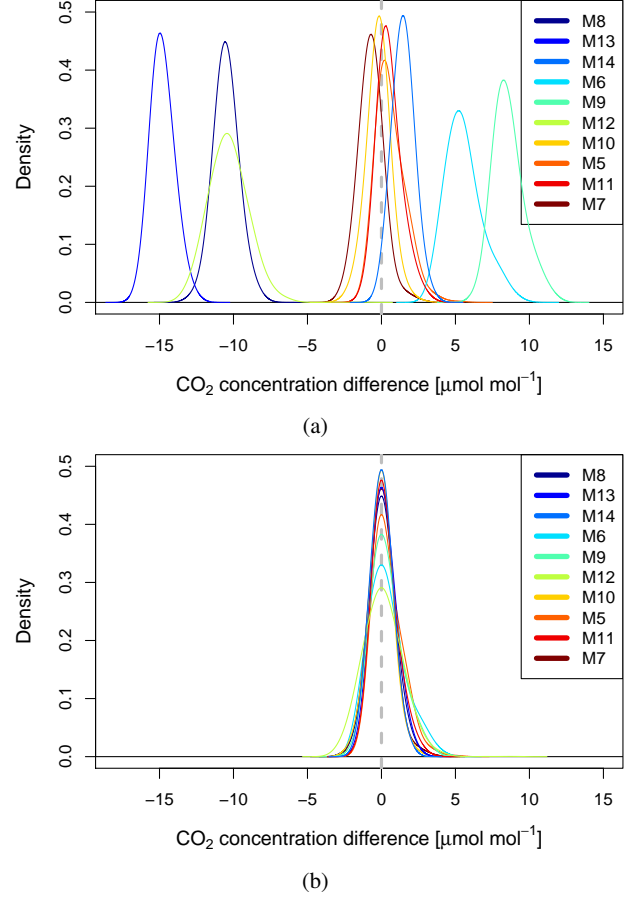 0.5
0.4
0.3
0.2
0.1
0.0
Density
−15 −10 −5 0 5 10 15
CO₂ concentration difference [μmol mol⁻¹]
M8
M13
M14
M6
M9
M12
M10
M5
M11
M7
(a)
0.5
0.4
0.3
0.2
0.1
0.0
Density
−15 −10 −5 0 5 10 15
CO₂ concentration difference [μmol mol⁻¹]
M8
M13
M14
M6
M9
M12
M10
M5
M11
M7
(b)